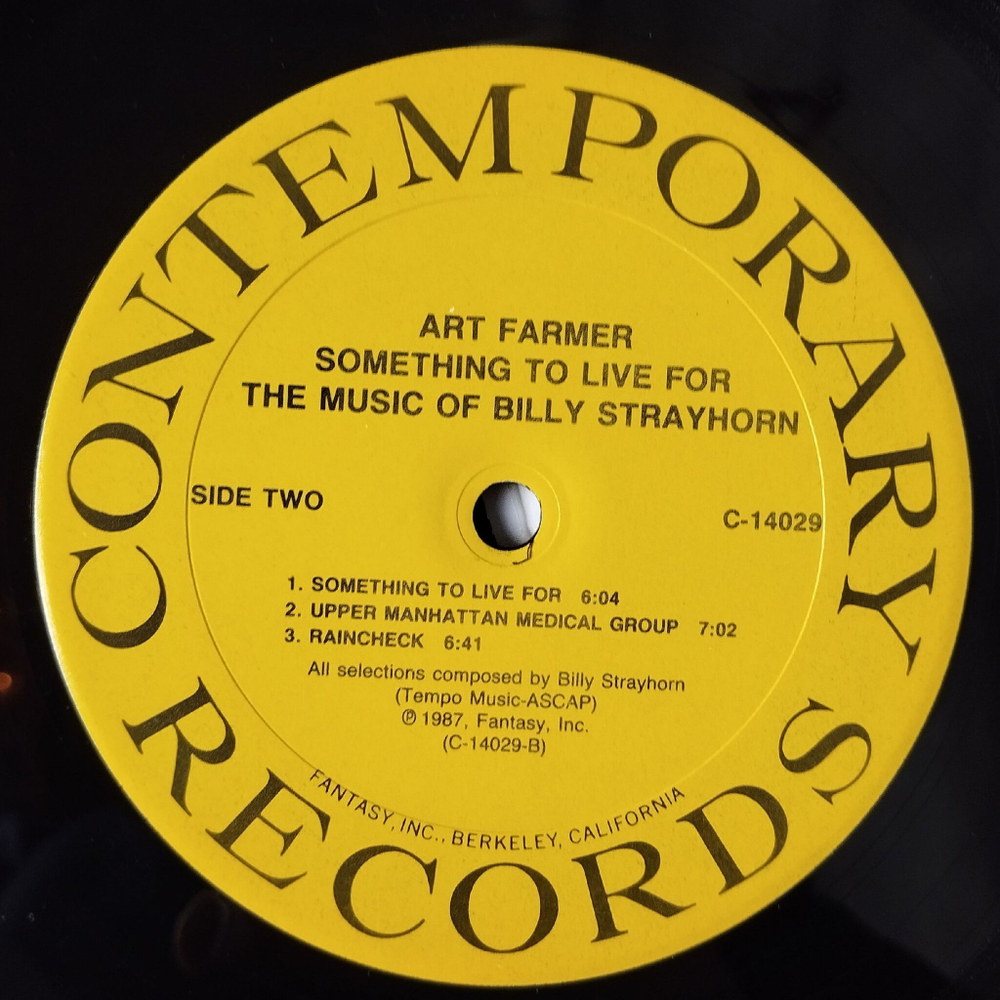 CONTEMPORARY
ART FARMER
SOMETHING TO LIVE FOR
THE MUSIC OF BILLY STRAYHORN
SIDE TWO
C-14029
1. SOMETHING TO LIVE FOR 6:04
2. UPPER MANHATTAN MEDICAL GROUP 7:02
3. RAINCHECK 6:41
All selections composed by Billy Strayhorn
(Tempo Music-ASCAP)
℗ 1987, Fantasy, Inc.
(C-14029-B)
FANTASY, INC., BERKELEY, CALIFORNIA
RECORDS